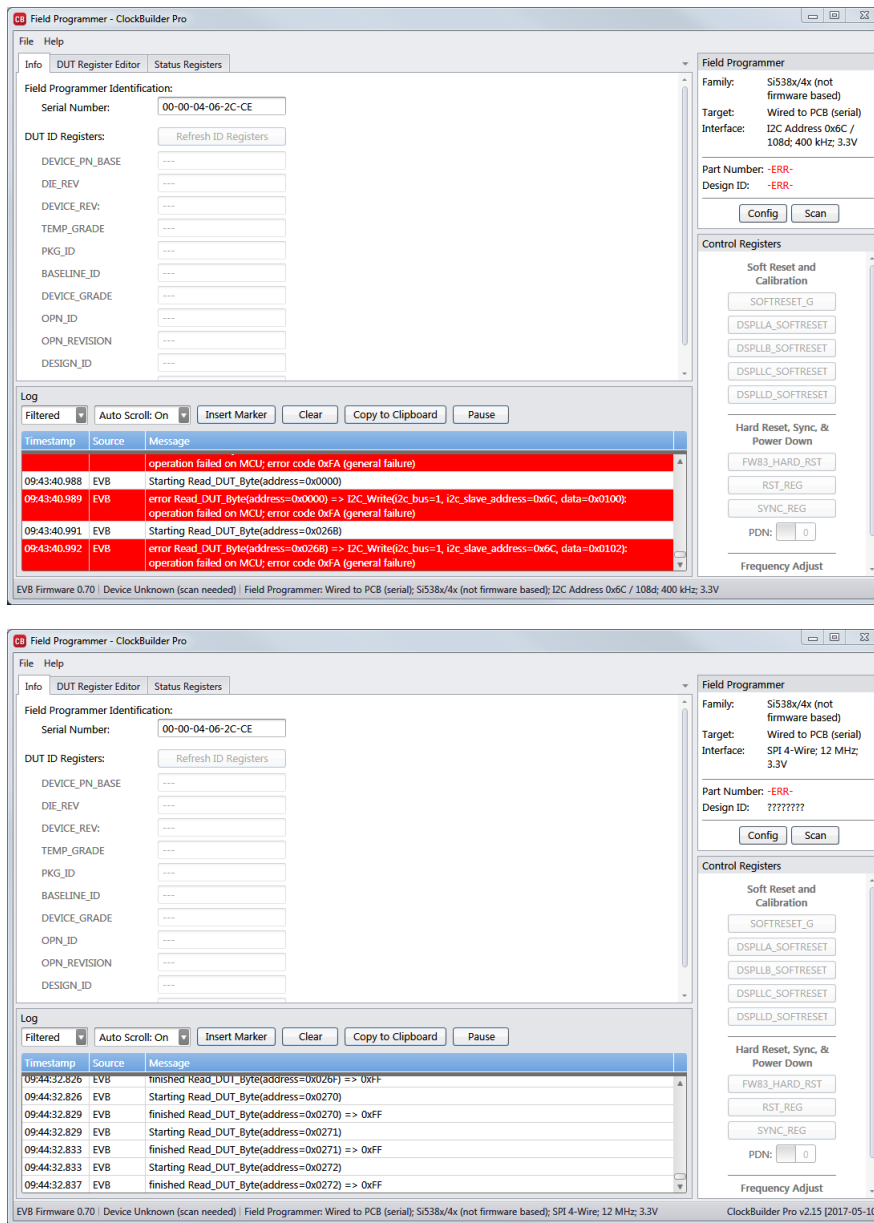 CB Field Programmer - ClockBuilder Pro
File Help
Info DUT Register Editor Status Registers
Field Programmer Identification:
Serial Number: 00-00-04-06-2C-CE
DUT ID Registers: Refresh ID Registers
DEVICE_PN_BASE ---
DIE_REV ---
DEVICE_REV: ---
TEMP_GRADE ---
PKG_ID ---
BASELINE_ID ---
DEVICE_GRADE ---
OPN_ID ---
OPN_REVISION ---
DESIGN_ID ---
Field Programmer
Family: Si538x/4x (not
firmware based)
Target: Wired to PCB (serial)
Interface: I2C Address 0x6C /
108d; 400 kHz; 3.3V
Part Number: -ERR-
Design ID: -ERR-
Config Scan
Control Registers
Soft Reset and
Calibration
SOFTRESET_G
DSPLLA_SOFTRESET
DSPLLB_SOFTRESET
DSPLLC_SOFTRESET
DSPLLD_SOFTRESET
Hard Reset, Sync, &
Power Down
FW83_HARD_RST
RST_REG
SYNC_REG
PDN: 0
Frequency Adjust
Log
Filtered Auto Scroll: On Insert Marker Clear Copy to Clipboard Pause
Timestamp Source Message
operation failed on MCU; error code 0xFA (general failure)
09:43:40.988 EVB Starting Read_DUT_Byte(address=0x0000)
09:43:40.989 EVB error Read_DUT_Byte(address=0x0000) => I2C_Write(i2c_bus=1, i2c_slave_address=0x6C, data=0x0100):
operation failed on MCU; error code 0xFA (general failure)
09:43:40.991 EVB Starting Read_DUT_Byte(address=0x026B)
09:43:40.992 EVB error Read_DUT_Byte(address=0x026B) => I2C_Write(i2c_bus=1, i2c_slave_address=0x6C, data=0x0102):
operation failed on MCU; error code 0xFA (general failure)
EVB Firmware 0.70 | Device Unknown (scan needed) | Field Programmer: Wired to PCB (serial); Si538x/4x (not firmware based); I2C Address 0x6C / 108d; 400 kHz; 3.3V
CB Field Programmer - ClockBuilder Pro
File Help
Info DUT Register Editor Status Registers
Field Programmer Identification:
Serial Number: 00-00-04-06-2C-CE
DUT ID Registers: Refresh ID Registers
DEVICE_PN_BASE ---
DIE_REV ---
DEVICE_REV: ---
TEMP_GRADE ---
PKG_ID ---
BASELINE_ID ---
DEVICE_GRADE ---
OPN_ID ---
OPN_REVISION ---
DESIGN_ID ---
Field Programmer
Family: Si538x/4x (not
firmware based)
Target: Wired to PCB (serial)
Interface: SPI 4-Wire; 12 MHz;
3.3V
Part Number: -ERR-
Design ID: ????????
Config Scan
Control Registers
Soft Reset and
Calibration
SOFTRESET_G
DSPLLA_SOFTRESET
DSPLLB_SOFTRESET
DSPLLC_SOFTRESET
DSPLLD_SOFTRESET
Hard Reset, Sync, &
Power Down
FW83_HARD_RST
RST_REG
SYNC_REG
PDN: 0
Frequency Adjust
Log
Filtered Auto Scroll: On Insert Marker Clear Copy to Clipboard Pause
Timestamp Source Message
09:44:32.826 EVB finished Read_DUT_Byte(address=0x026F) => 0xFF
09:44:32.826 EVB Starting Read_DUT_Byte(address=0x0270)
09:44:32.829 EVB finished Read_DUT_Byte(address=0x0270) => 0xFF
09:44:32.829 EVB Starting Read_DUT_Byte(address=0x0271)
09:44:32.833 EVB finished Read_DUT_Byte(address=0x0271) => 0xFF
09:44:32.833 EVB Starting Read_DUT_Byte(address=0x0272)
09:44:32.837 EVB finished Read_DUT_Byte(address=0x0272) => 0xFF
EVB Firmware 0.70 | Device Unknown (scan needed) | Field Programmer: Wired to PCB (serial); Si538x/4x (not firmware based); SPI 4-Wire; 12 MHz; 3.3V ClockBuilder Pro v2.15 [2017-05-10